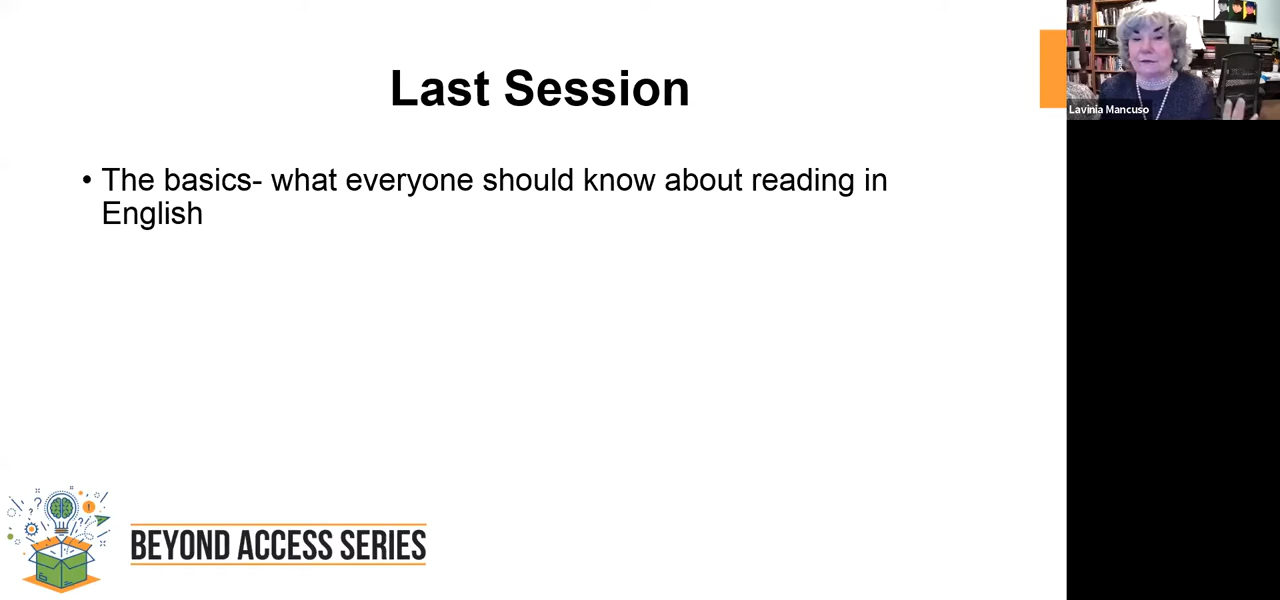 Last Session
• The basics- what everyone should know about reading in
English
Lavinia Mancuso
BEYOND ACCESS SERIES